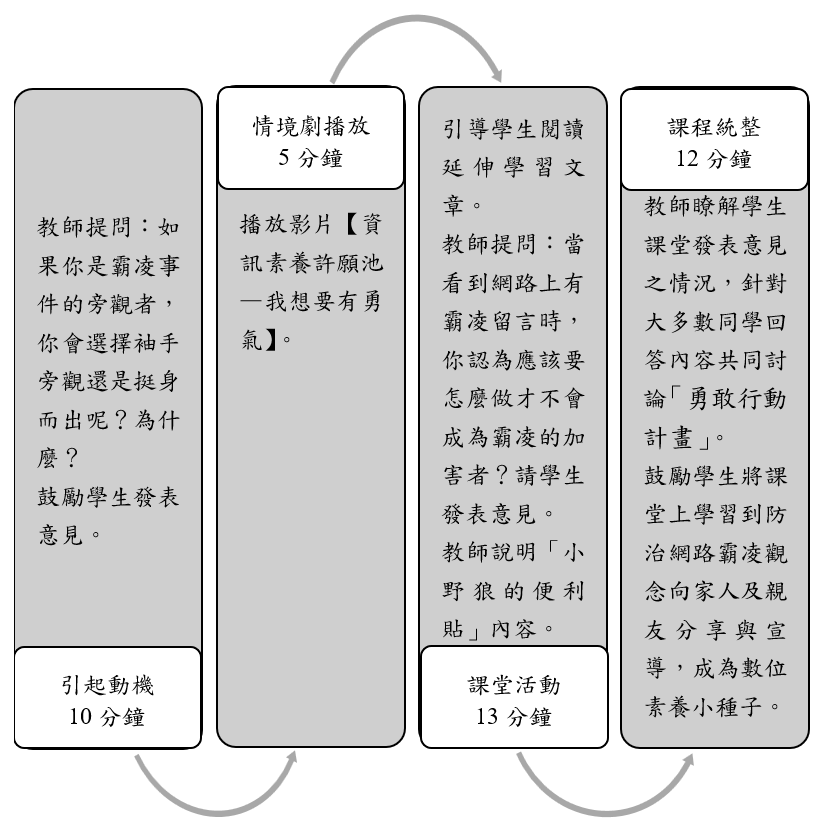 教師提問：如
果你是霸凌事
件的旁觀者，
你會選擇袖手
旁觀還是挺身
而出呢？為什
麼？
鼓勵學生發表
意見。
引起動機
10 分鐘
情境劇播放
5 分鐘
播放影片【資
訊素養許願池
—我想要有勇
氣】。
引導學生閱讀
延伸學習文
章。
教師提問：當
看到網路上有
霸凌留言時，
你認為應該要
怎麼做才不會
成為霸凌的加
害者？請學生
發表意見。
教師說明「小
野狼的便利
貼」內容。
課堂活動
13 分鐘
課程統整
12 分鐘
教師瞭解學生
課堂發表意見
之情況，針對
大多數同學回
答內容共同討
論「勇敢行動
計畫」。
鼓勵學生將課
堂上學習到防
治網路霸凌觀
念向家人及親
友分享與宣
導，成為數位
素養小種子。